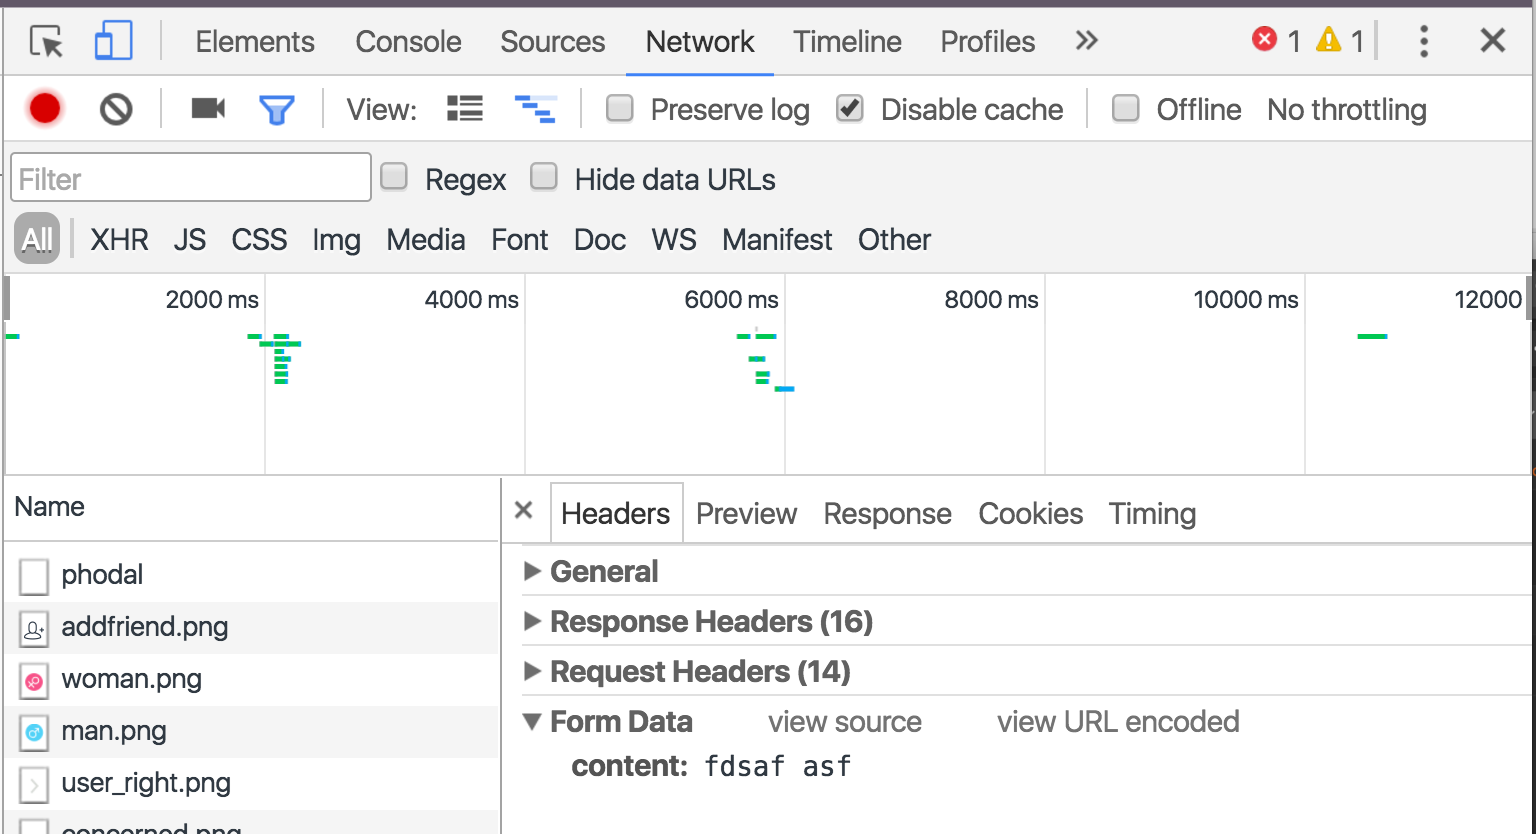 Elements Console Sources Network Timeline Profiles » 1 1
View: Preserve log Disable cache Offline No throttling
Filter Regex Hide data URLs
All XHR JS CSS Img Media Font Doc WS Manifest Other
2000 ms 4000 ms 6000 ms 8000 ms 10000 ms 12000
Name
Headers Preview Response Cookies Timing
phodal
addfriend.png
woman.png
man.png
user_right.png
concerned.png
General
Response Headers (16)
Request Headers (14)
Form Data view source view URL encoded
content: fdsaf asf